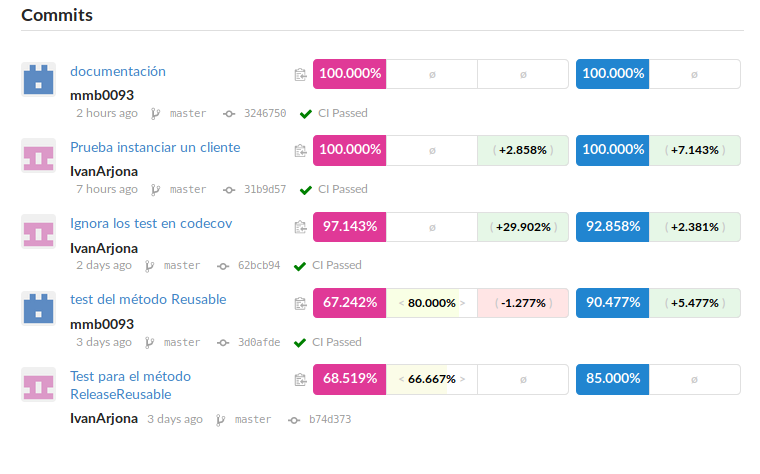 Commits
documentación 100.000% ø ø 100.000% ø
mmb0093
2 hours ago master 3246750 CI Passed
Prueba instanciar un cliente 100.000% ø ( +2.858% ) 100.000% ( +7.143% )
IvanArjona
7 hours ago master 31b9d57 CI Passed
Ignora los test en codecov 97.143% ø ( +29.902% ) 92.858% ( +2.381% )
IvanArjona
2 days ago master 62bcb94 CI Passed
test del método Reusable 67.242% < 80.000% > ( -1.277% ) 90.477% ( +5.477% )
mmb0093
3 days ago master 3d0afde CI Passed
Test para el método 68.519% < 66.667% > ø 85.000% ø
ReleaseReusable
IvanArjona 3 days ago master b74d373